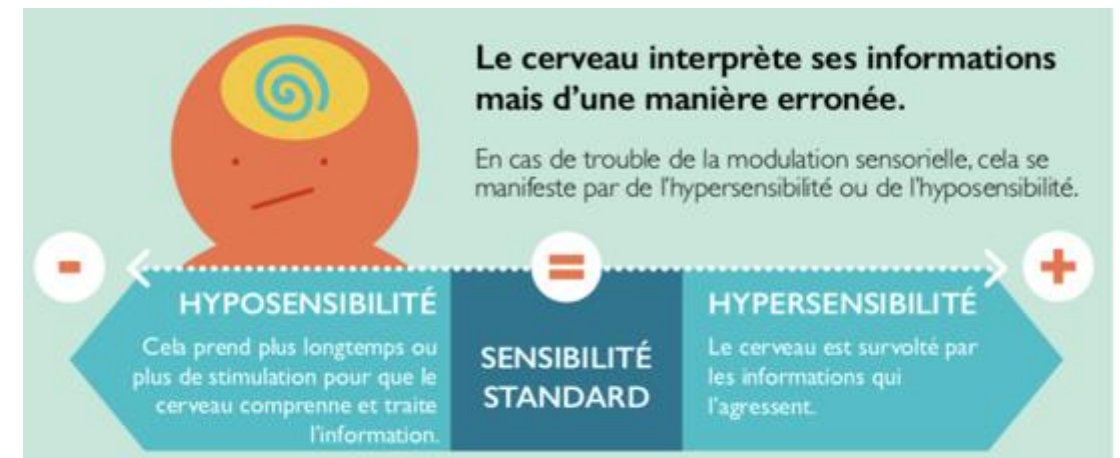 Le cerveau interprète ses informations
mais d'une manière erronée.
En cas de trouble de la modulation sensorielle, cela se
manifeste par de l'hypersensibilité ou de l'hyposensibilité.
-
=
+
HYPOSENSIBILITÉ
Cela prend plus longtemps ou
plus de stimulation pour que le
cerveau comprenne et traite
l'information.
SENSIBILITÉ
STANDARD
HYPERSENSIBILITÉ
Le cerveau est survolté par
les informations qui
l'agressent.